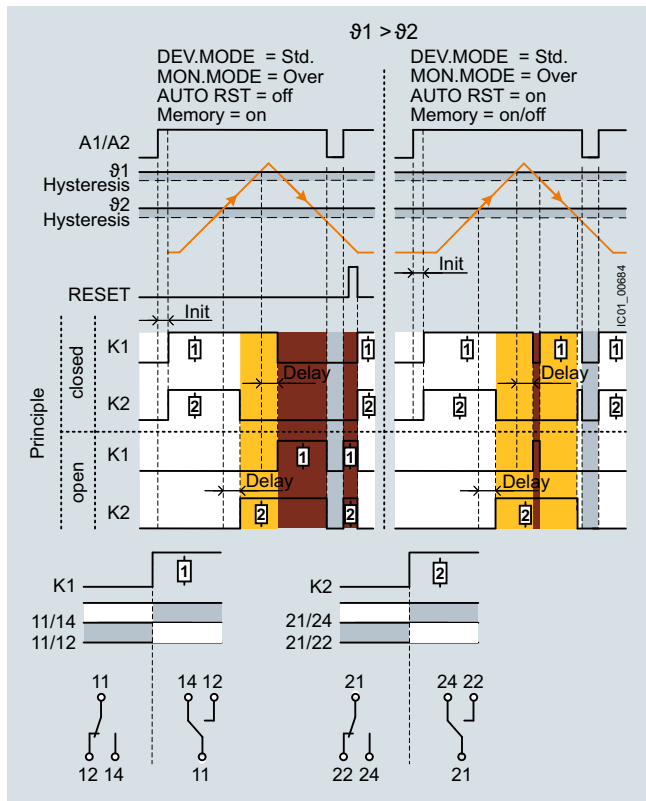 ϑ1 > ϑ2
DEV.MODE = Std.
MON.MODE = Over
AUTO RST = off
Memory = on
DEV.MODE = Std.
MON.MODE = Over
AUTO RST = on
Memory = on/off
A1/A2
ϑ1
Hysteresis
ϑ2
Hysteresis
Init
RESET
Init
IC01_00684
Principle
closed
K1
1
1
1
1
1
Delay
Delay
K2
2
2
2
2
open
K1
1
1
Delay
Delay
K2
2
2
2
K1
1
K2
2
11/14
21/24
11/12
21/22
11
14 12
21
24 22
12 14
11
22 24
21